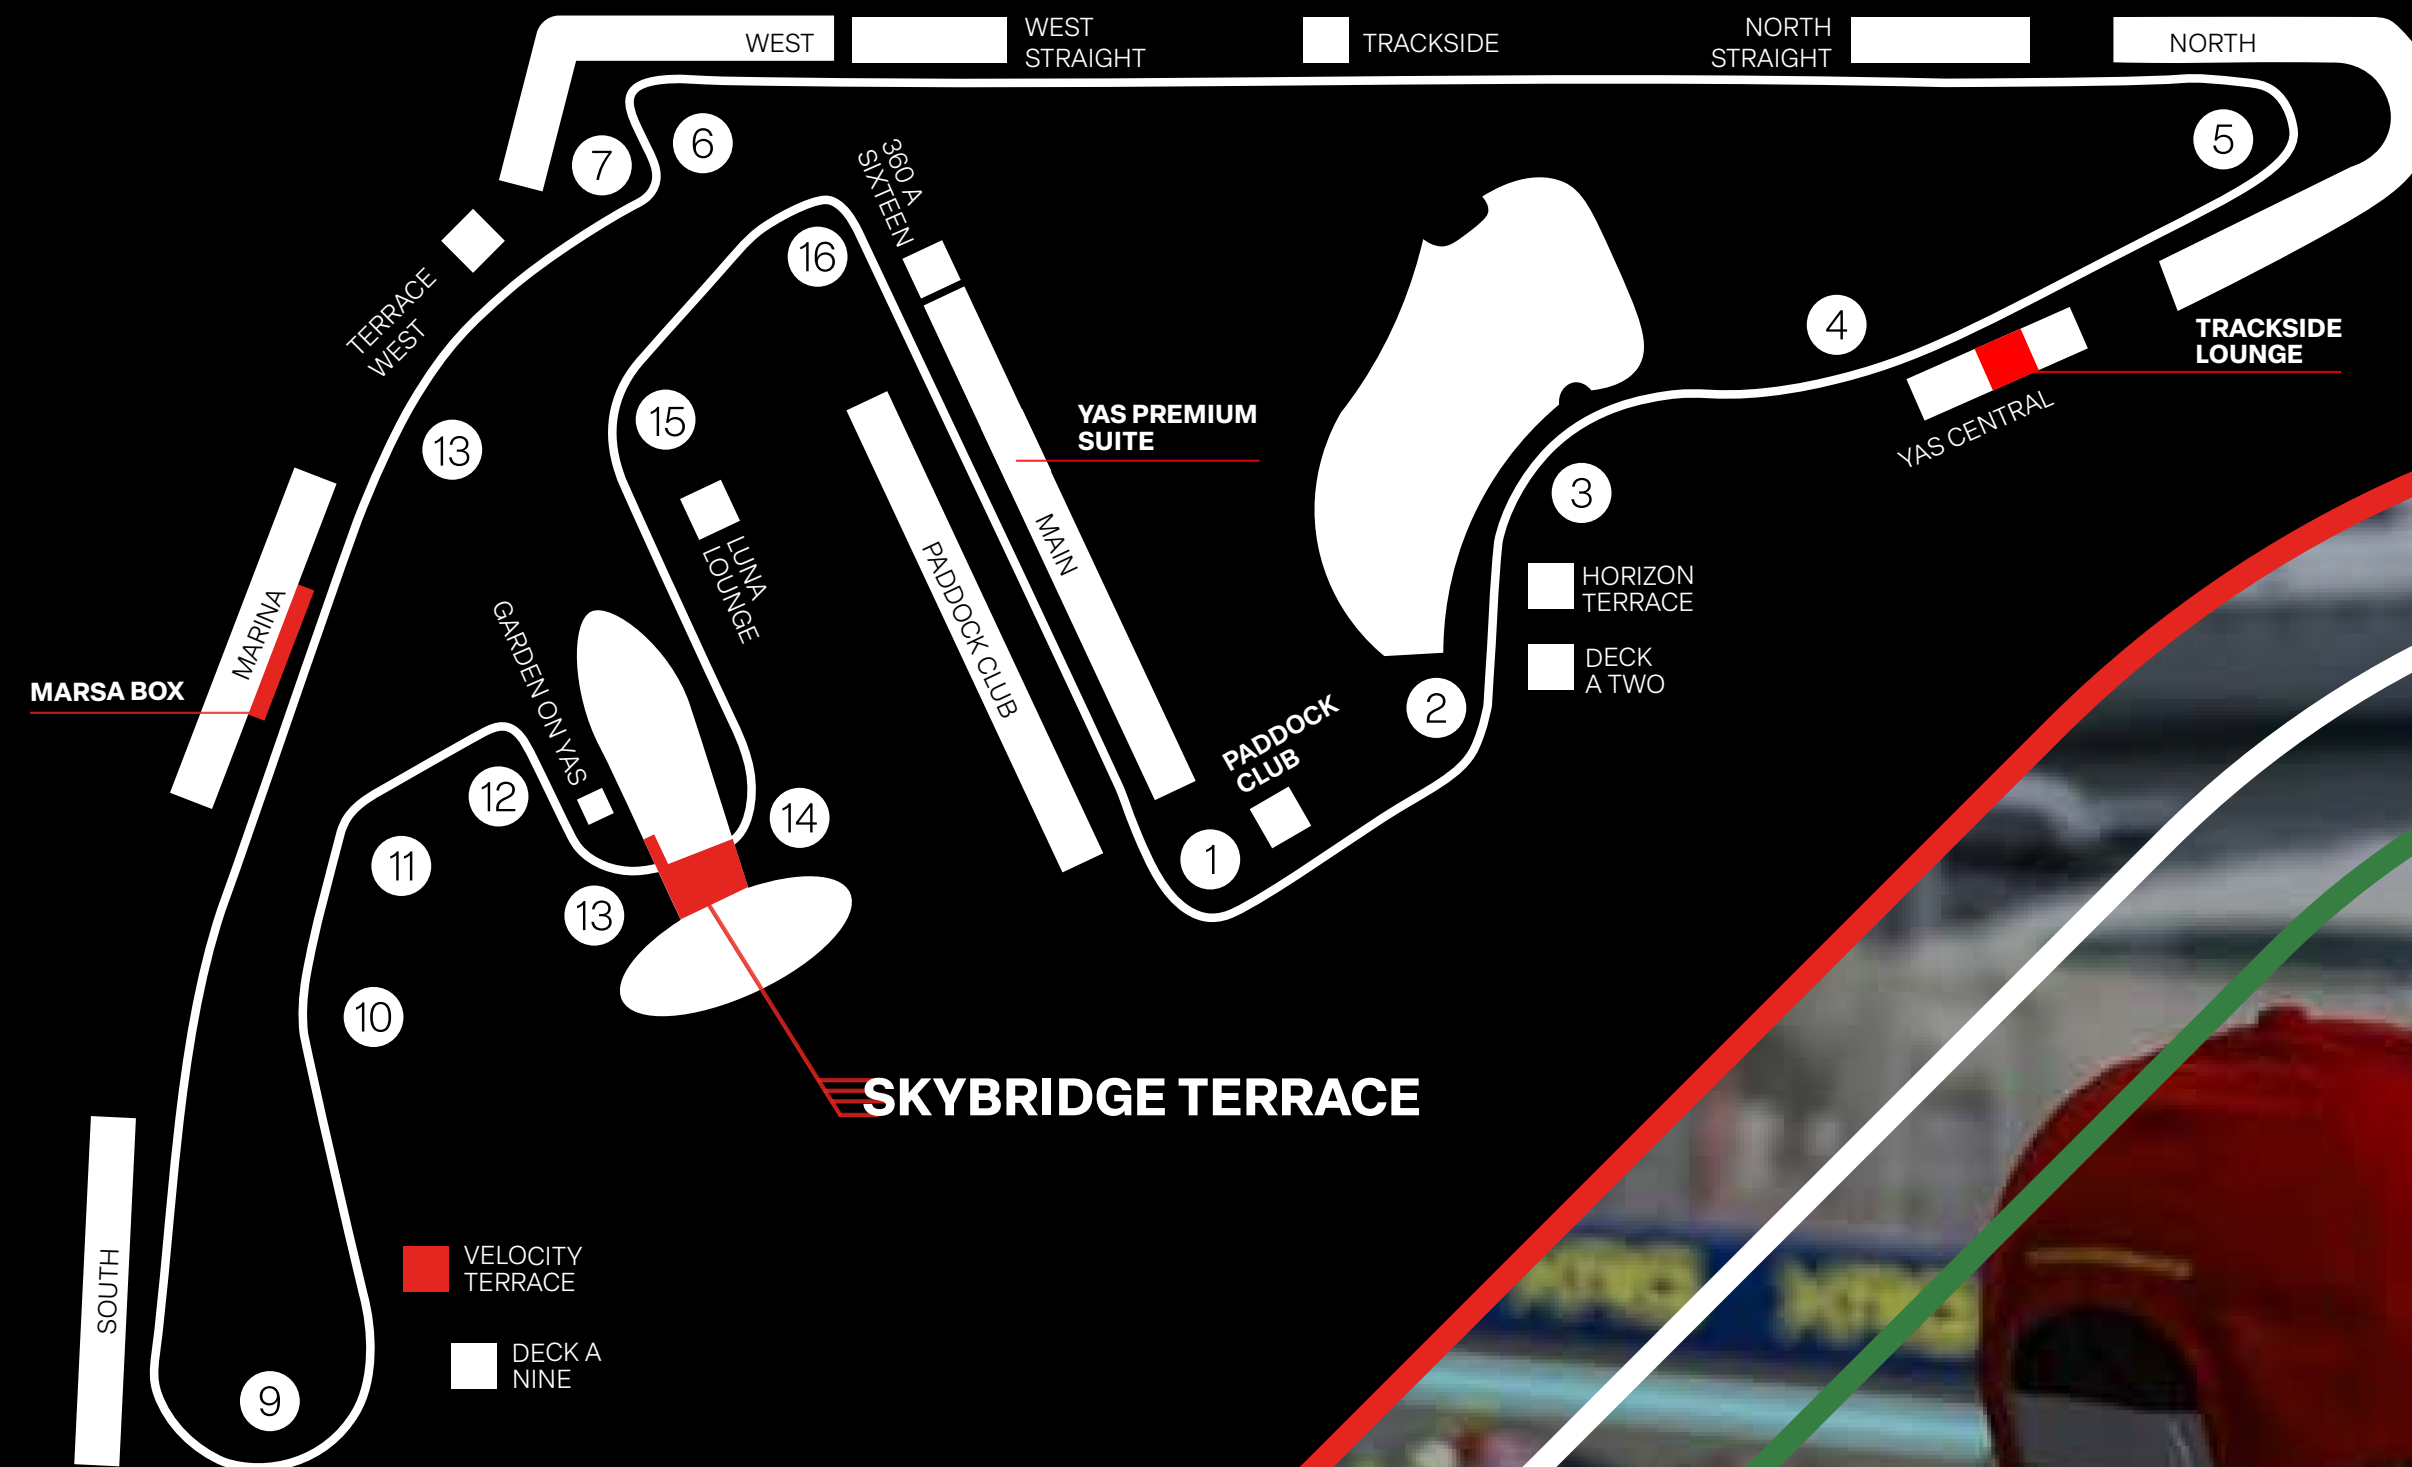 WEST
WEST
STRAIGHT
TRACKSIDE
NORTH
STRAIGHT
NORTH
5
6
7
360 A
SIXTEEN
16
TERRACE
WEST
4
TRACKSIDE
LOUNGE
YAS CENTRAL
YAS PREMIUM
SUITE
15
13
3
MAIN
LUNA
LOUNGE
PADDOCK CLUB
HORIZON
TERRACE
DECK
A TWO
MARINA
MARSA BOX
GARDEN ON YAS
2
PADDOCK
CLUB
12
14
11
1
13
10
SKYBRIDGE TERRACE
VELOCITY
TERRACE
SOUTH
DECK A
NINE
9